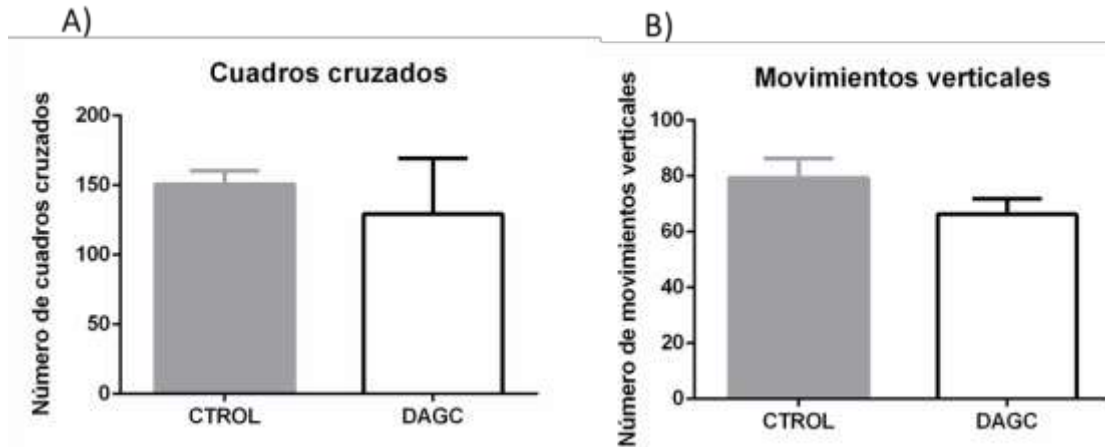 A)
Cuadros cruzados
Número de cuadros cruzados
200
150
100
50
0
CTROL
DAGC
B)
Movimientos verticales
Número de movimientos verticales
100
80
60
40
20
0
CTROL
DAGC